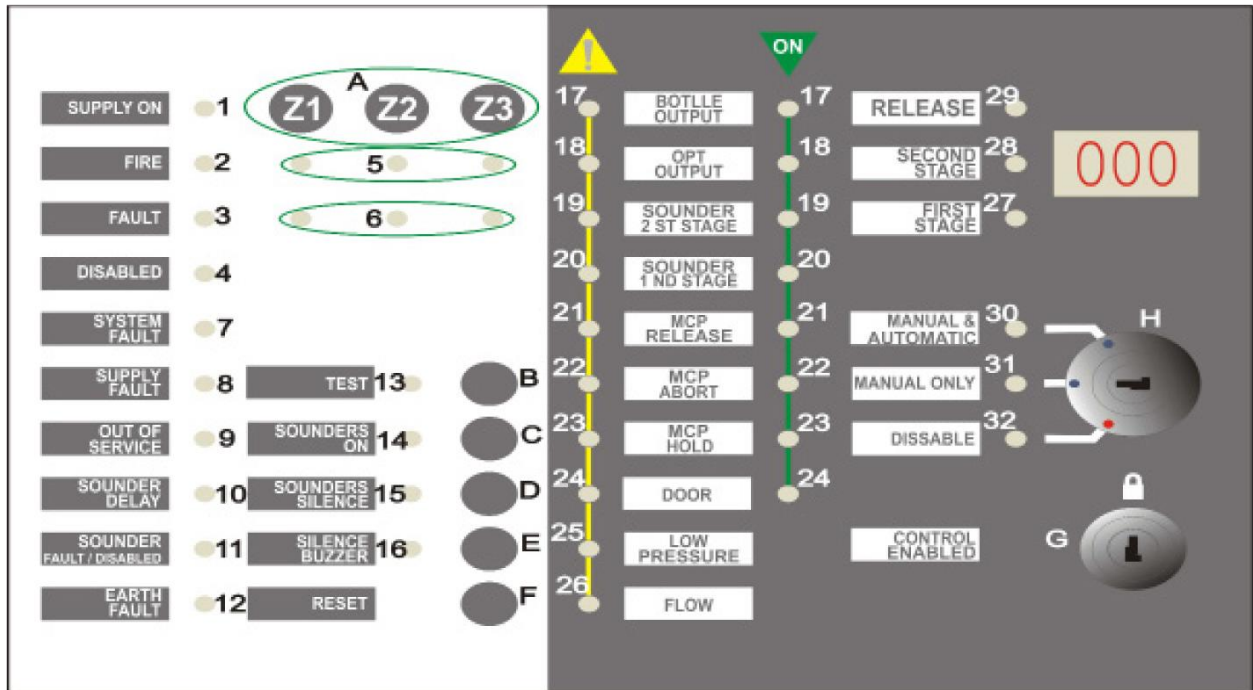 ON
A
SUPPLY ON 1 Z1 Z2 Z3 17 BOTLLE 17 RELEASE 29
OUTPUT
FIRE 2 5 18 OPT 18 SECOND 28 000
OUTPUT STAGE
FAULT 3 6 19 SOUNDER 19 FIRST 27
2 ST STAGE STAGE
DISABLED 4 20 SOUNDER 20
1 ND STAGE
SYSTEM 7 21 MCP 21 MANUAL & 30 H
FAULT RELEASE AUTOMATIC
SUPPLY 8 TEST 13 B 22 MCP 22 MANUAL ONLY 31
FAULT ABORT
OUT OF 9 SOUNDERS 14 C 23 MCP 23 DISSABLE 32
SERVICE ON HOLD
SOUNDER 10 SOUNDERS 15 D 24 DOOR 24
DELAY SILENCE
SOUNDER 11 SILENCE 16 E 25 LOW CONTROL G
FAULT / DISABLED BUZZER PRESSURE ENABLED
EARTH 12 RESET F 26 FLOW
FAULT